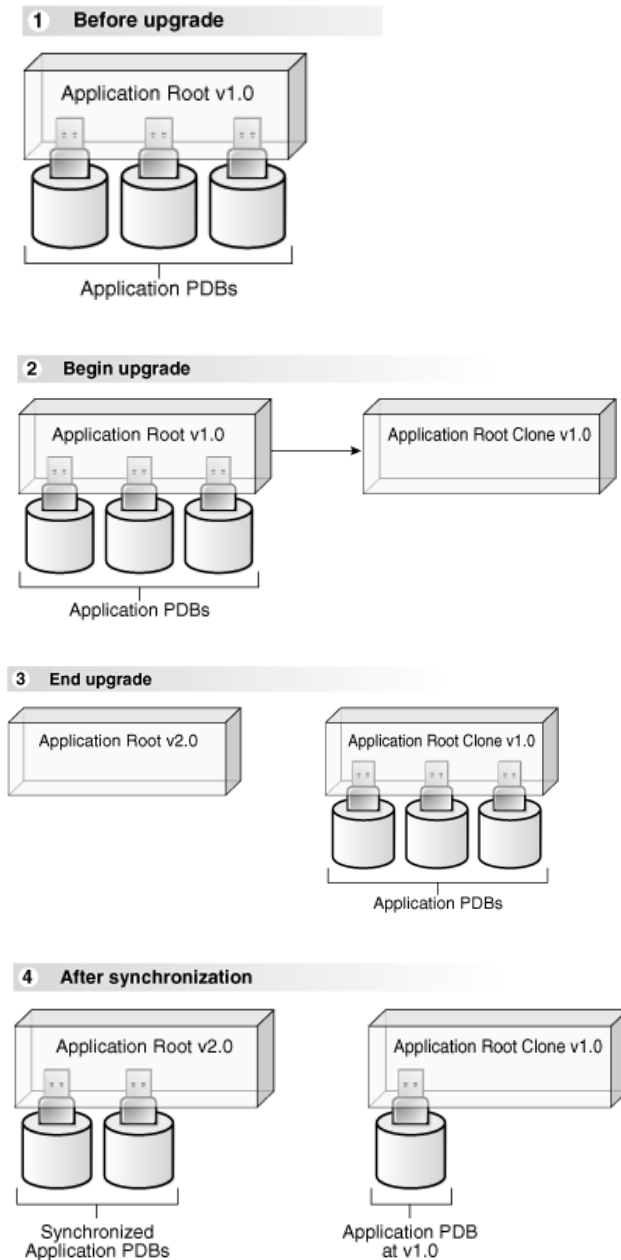 1 Before upgrade
Application Root v1.0
Application PDBs
2 Begin upgrade
Application Root v1.0
Application Root Clone v1.0
Application PDBs
3 End upgrade
Application Root v2.0
Application Root Clone v1.0
Application PDBs
4 After synchronization
Application Root v2.0
Application Root Clone v1.0
Synchronized
Application PDBs
Application PDB
at v1.0